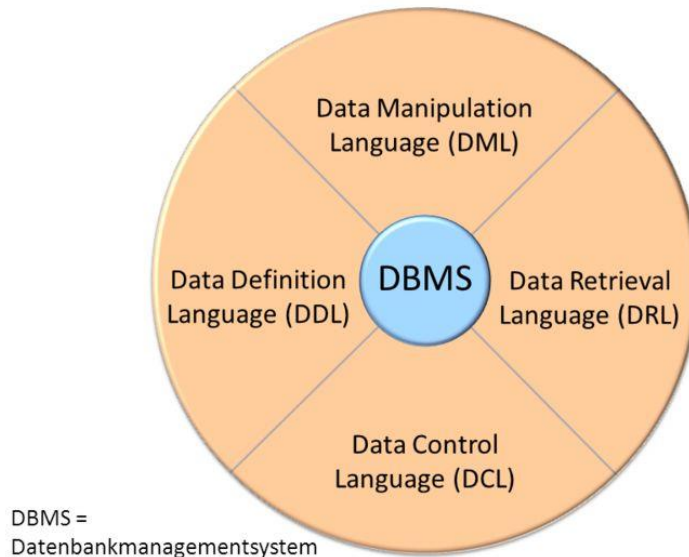 Data Manipulation
Language (DML)
Data Definition
Language (DDL)
DBMS
Data Retrieval
Language (DRL)
Data Control
Language (DCL)
DBMS =
Datenbankmanagementsystem